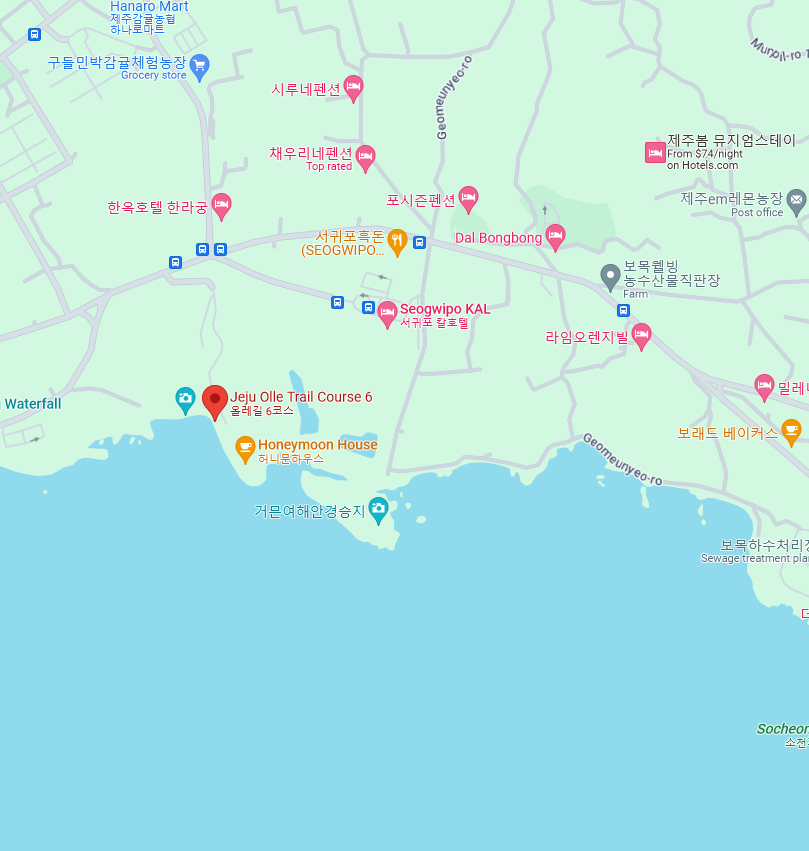 Hanaro Mart
제주감귤농협
하나로마트
구들민박감귤체험농장
Grocery store
Geomeunyeo-ro
Murpil-ro
시루네펜션
제주봄 뮤지엄스테이
From $74/night
on Hotels.com
채우리네펜션
Top rated
포시즌펜션
제주em레몬농장
Post office
한옥호텔 한라궁
서귀포흑돈
(SEOGWIPO...
Dal Bongbong
보목웰빙
농수산물직판장
Farm
Seogwipo KAL
서귀포 칼호텔
라임오렌지빌
Jeju Olle Trail Course 6
올레길 6코스
Waterfall
밀레
보래드 베이커스
Honeymoon House
허니문하우스
Geomeunyeo-ro
거믄여해안경승지
보목하수처리장
Sewage treatment plan
Socheon
소천